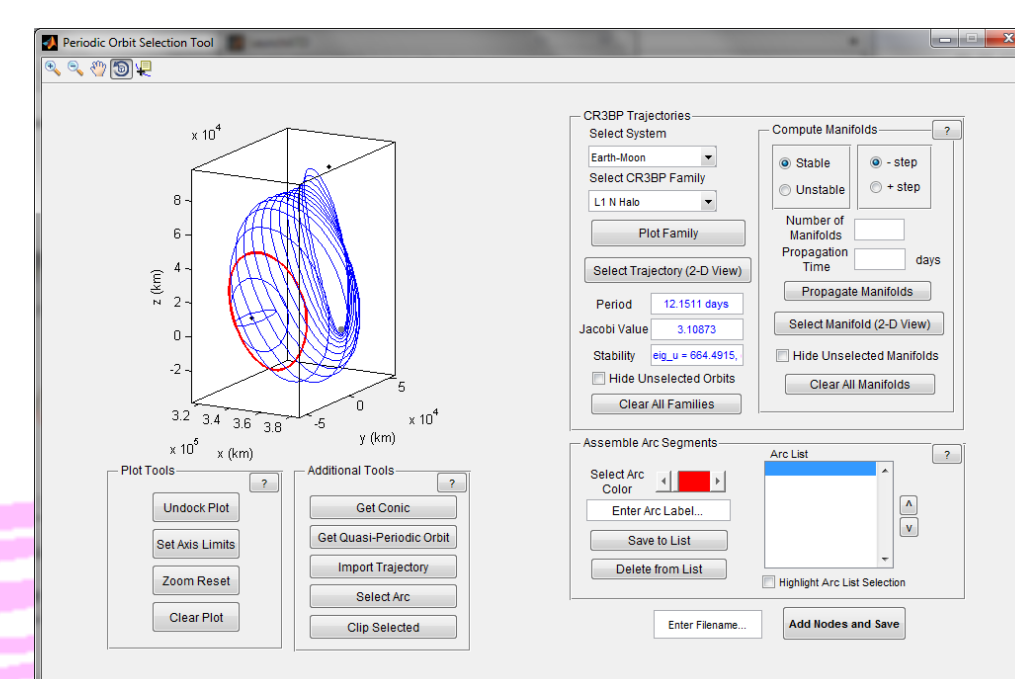 Periodic Orbit Selection Tool
x 10^4
8
6
4
2
0
-2
z (km)
3.2 3.4 3.6 3.8
x 10^5
x (km)
-5 0 5
x 10^4
y (km)
CR3BP Trajectories
Select System
Earth-Moon
Select CR3BP Family
L1 N Halo
Plot Family
Select Trajectory (2-D View)
Period 12.1511 days
Jacobi Value 3.10873
Stability eig_u = 664.4915,
Hide Unselected Orbits
Clear All Families
Compute Manifolds
?
Stable
Unstable
- step
+ step
Number of
Manifolds
Propagation
Time
days
Propagate Manifolds
Select Manifold (2-D View)
Hide Unselected Manifolds
Clear All Manifolds
Plot Tools
?
Undock Plot
Set Axis Limits
Zoom Reset
Clear Plot
Additional Tools
?
Get Conic
Get Quasi-Periodic Orbit
Import Trajectory
Select Arc
Clip Selected
Assemble Arc Segments
?
Select Arc
Color
Enter Arc Label...
Save to List
Delete from List
Arc List
Λ
V
Highlight Arc List Selection
Enter Filename...
Add Nodes and Save